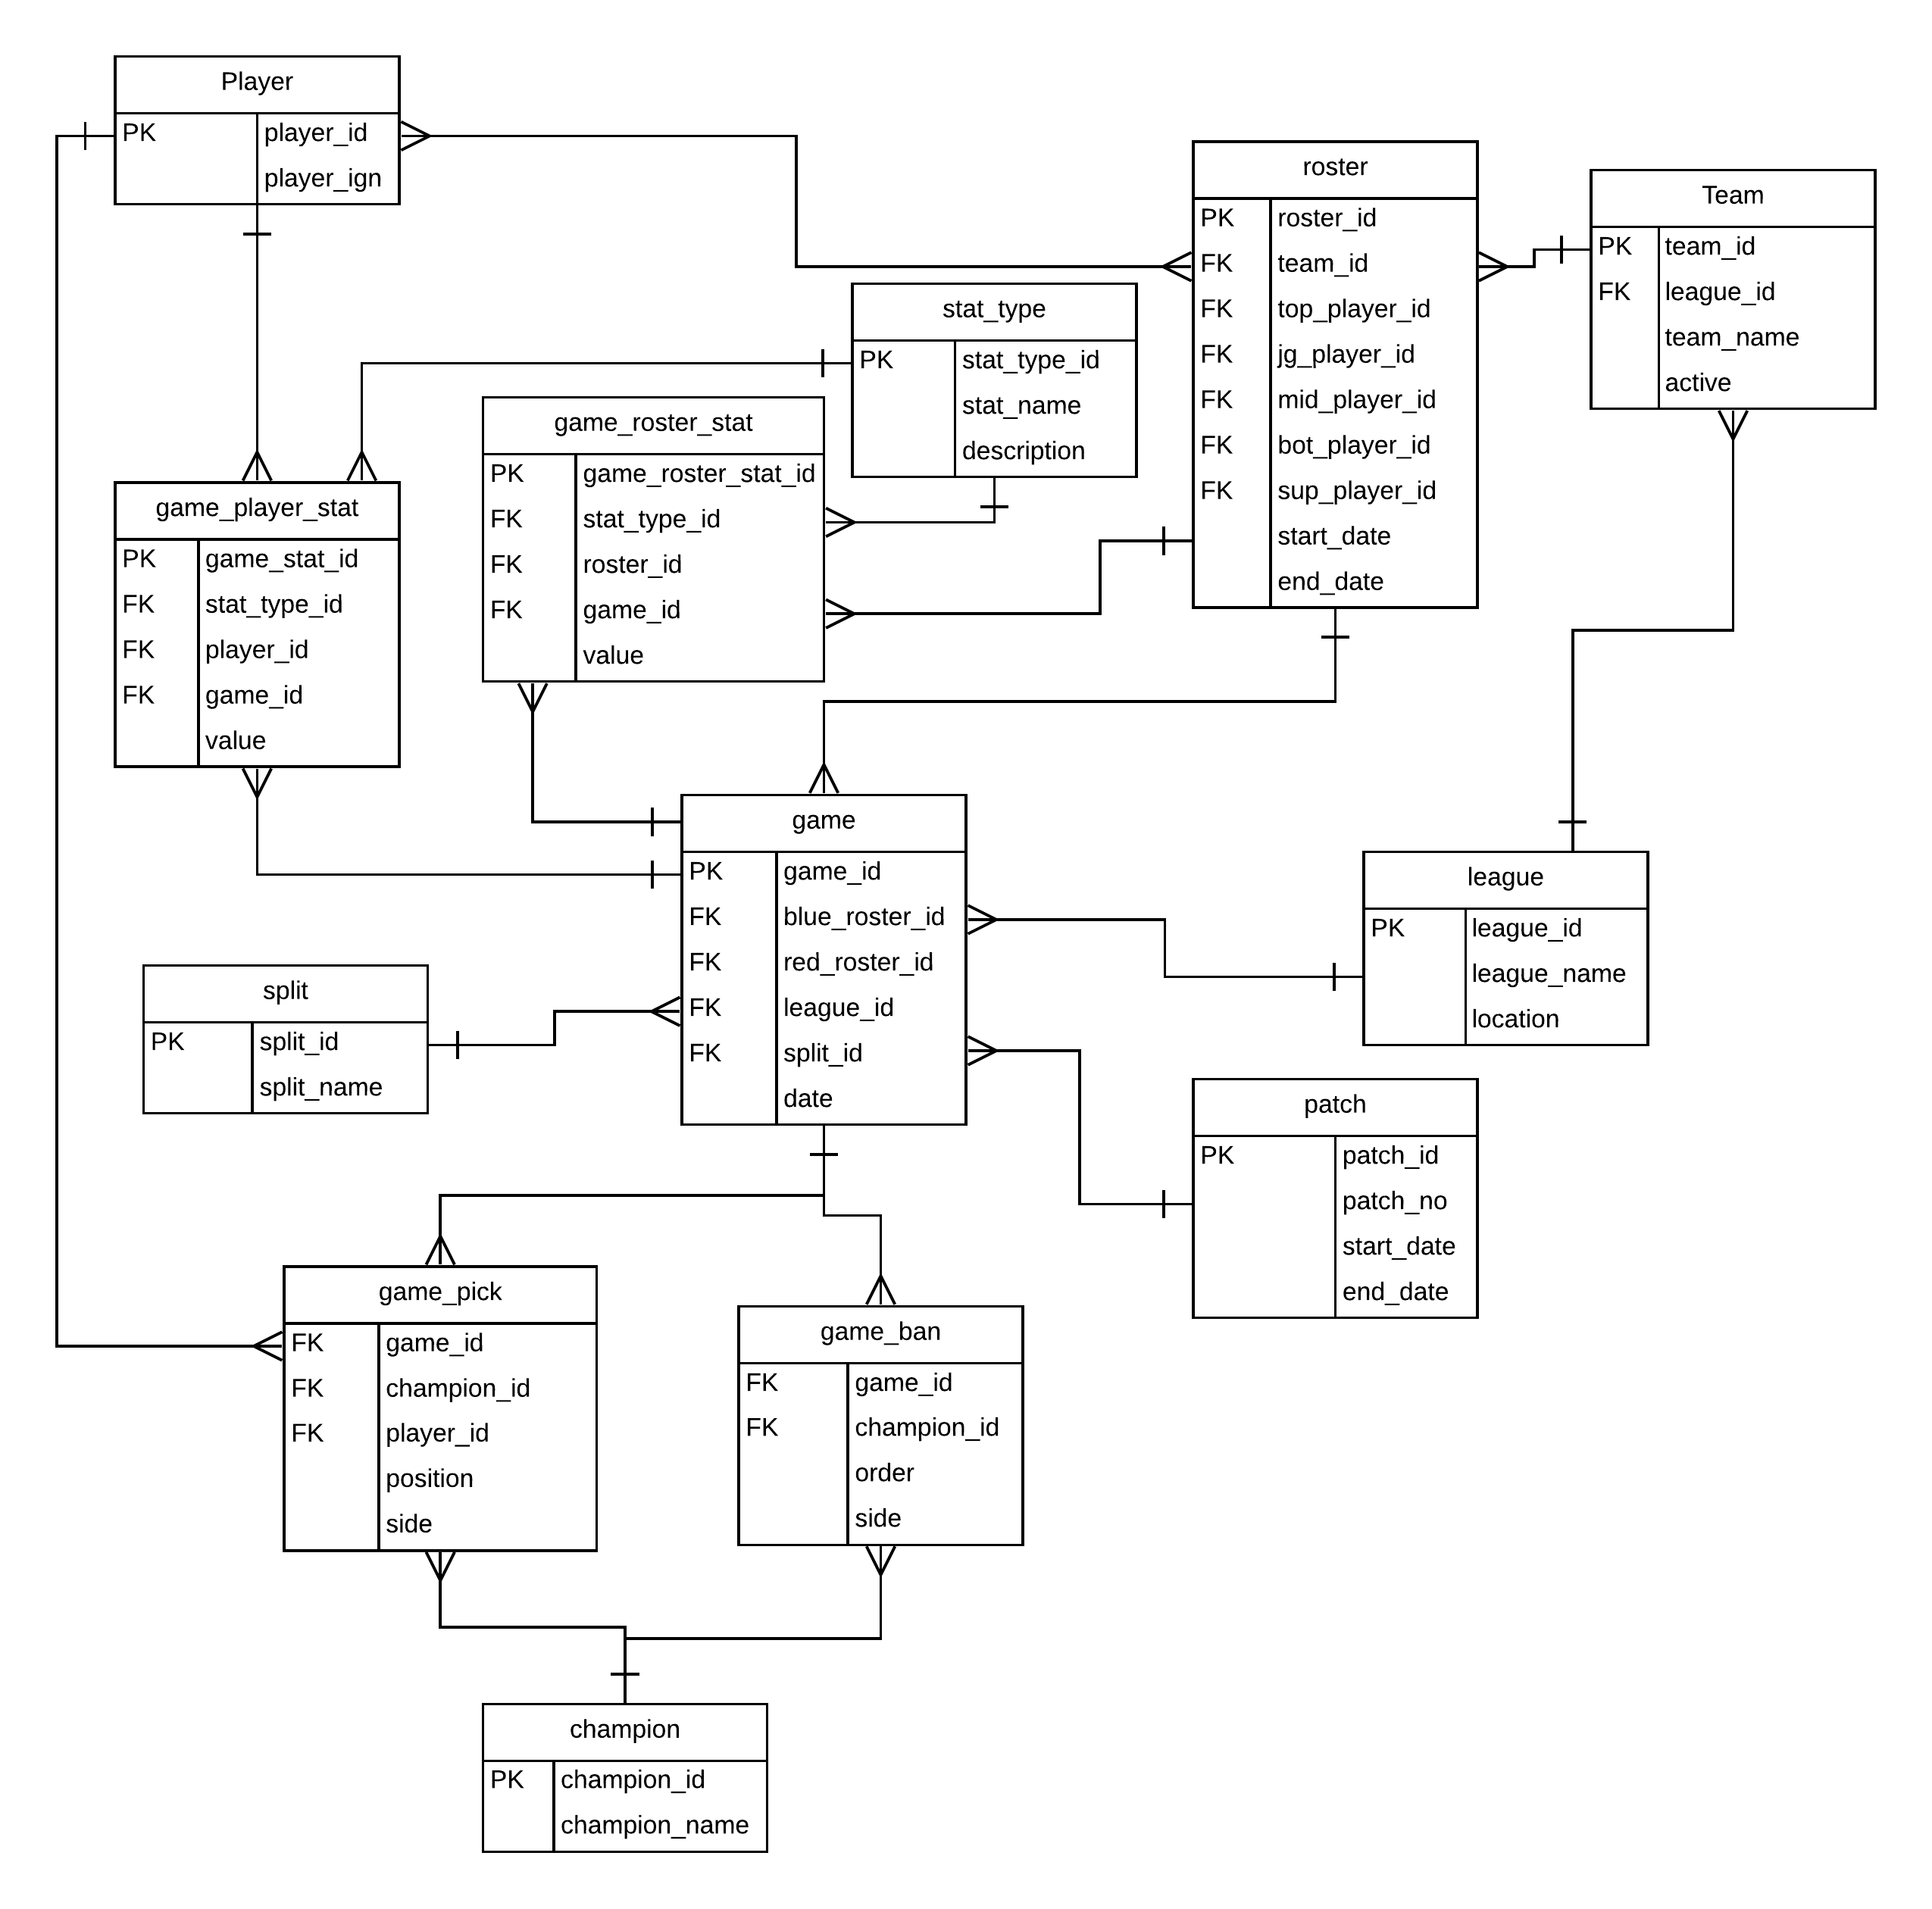 Player
PK player_id
player_ign
roster
PK roster_id
FK team_id
FK top_player_id
FK jg_player_id
FK mid_player_id
FK bot_player_id
FK sup_player_id
start_date
end_date
Team
PK team_id
FK league_id
team_name
active
stat_type
PK stat_type_id
stat_name
description
game_roster_stat
PK game_roster_stat_id
FK stat_type_id
FK roster_id
FK game_id
value
game_player_stat
PK game_stat_id
FK stat_type_id
FK player_id
FK game_id
value
game
PK game_id
FK blue_roster_id
FK red_roster_id
FK league_id
FK split_id
date
league
PK league_id
league_name
location
split
PK split_id
split_name
patch
PK patch_id
patch_no
start_date
end_date
game_pick
FK game_id
FK champion_id
FK player_id
position
side
game_ban
FK game_id
FK champion_id
order
side
champion
PK champion_id
champion_name